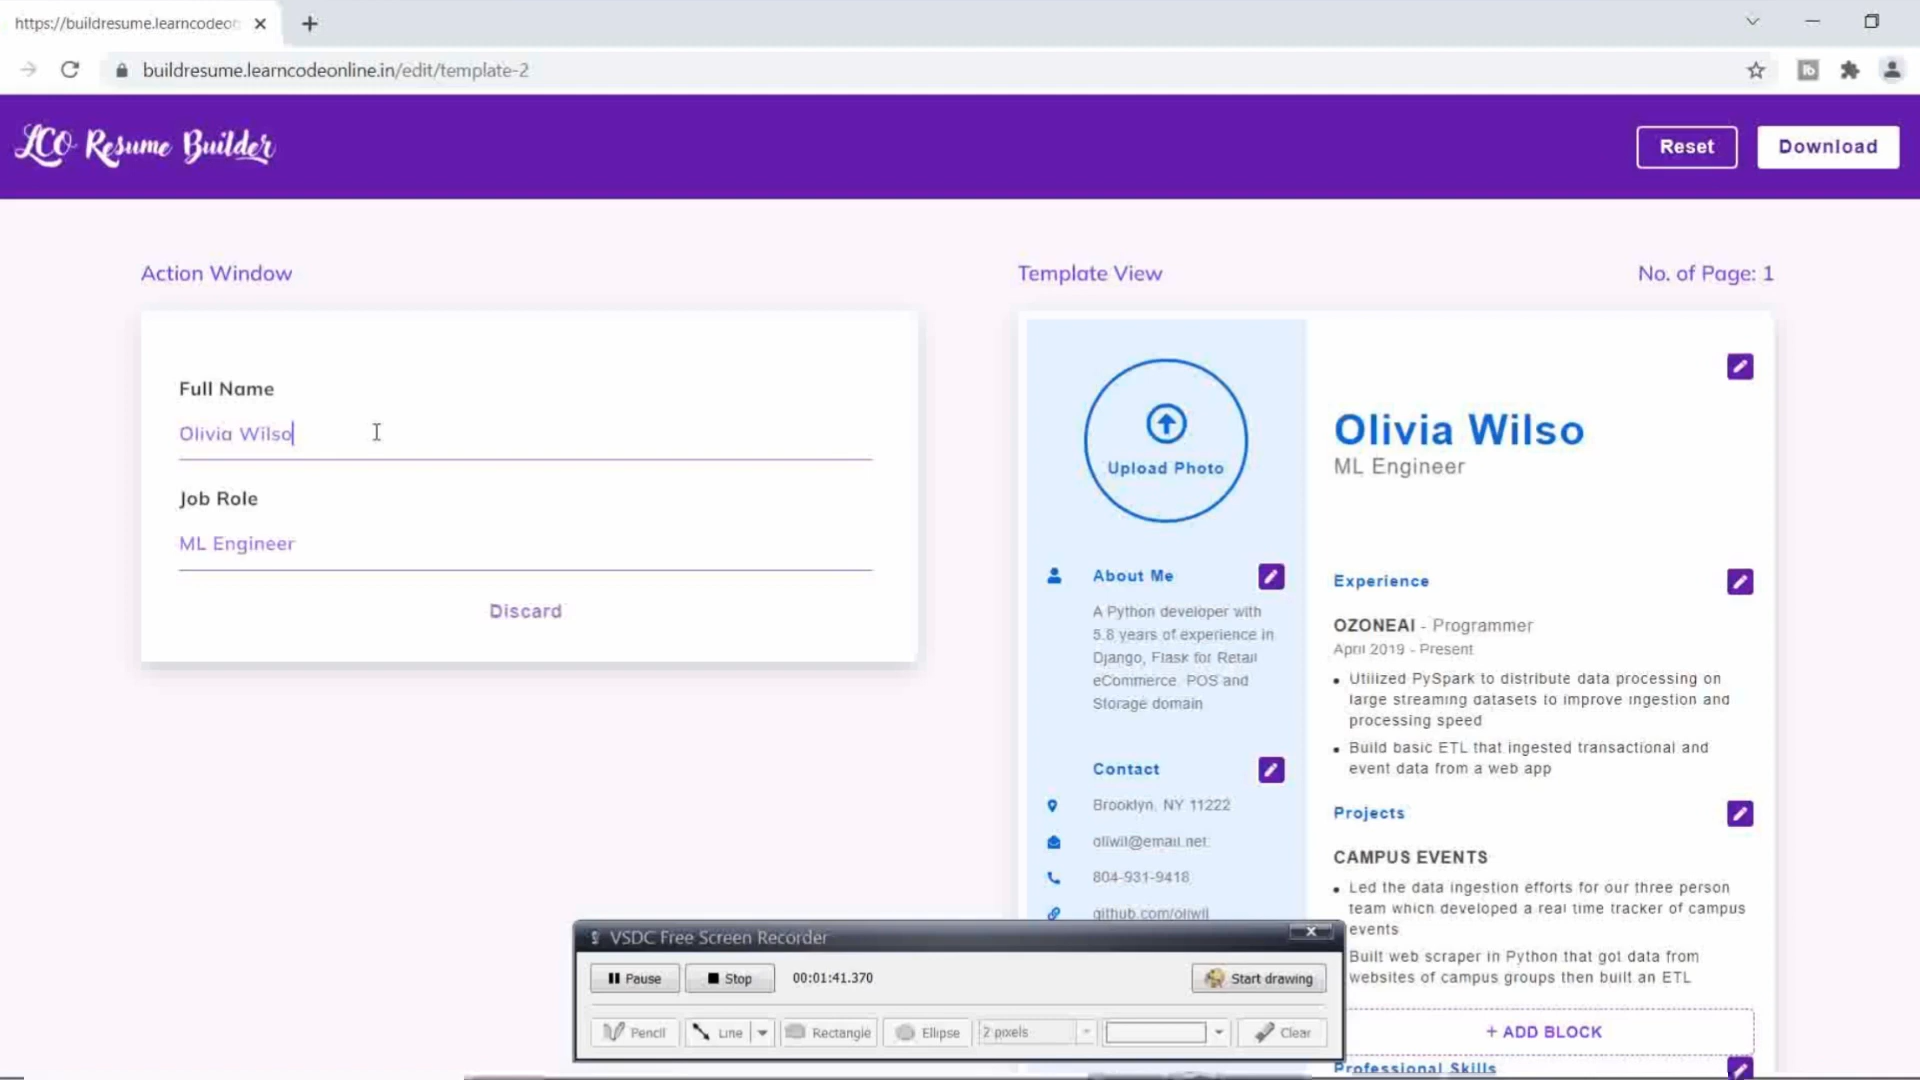 https://buildresume.learncodeon
buildresume.learncodeonline.in/edit/template-2
LCO Resume Builder
Reset
Download
Action Window
Template View
No. of Page: 1
Full Name
Olivia Wilso
Job Role
ML Engineer
Discard
Upload Photo
Olivia Wilso
ML Engineer
About Me
A Python developer with
5.8 years of experience in
Django, Flask for Retail
eCommerce. POS and
Storage domain
Contact
Brooklyn, NY 11222
oliwil@email.net
804-931-9418
github.com/oliwil
Experience
OZONEAI - Programmer
April 2019 - Present
• Utilized PySpark to distribute data processing on
large streaming datasets to improve ingestion and
processing speed
• Build basic ETL that ingested transactional and
event data from a web app
Projects
CAMPUS EVENTS
• Led the data ingestion efforts for our three person
team which developed a real time tracker of campus
events
Built web scraper in Python that got data from
websites of campus groups then built an ETL
+ ADD BLOCK
Professional Skills
VSDC Free Screen Recorder
Pause
Stop
00:01:41.370
Start drawing
Pencil
Line
Rectangle
Ellipse
2 pixels
Clear